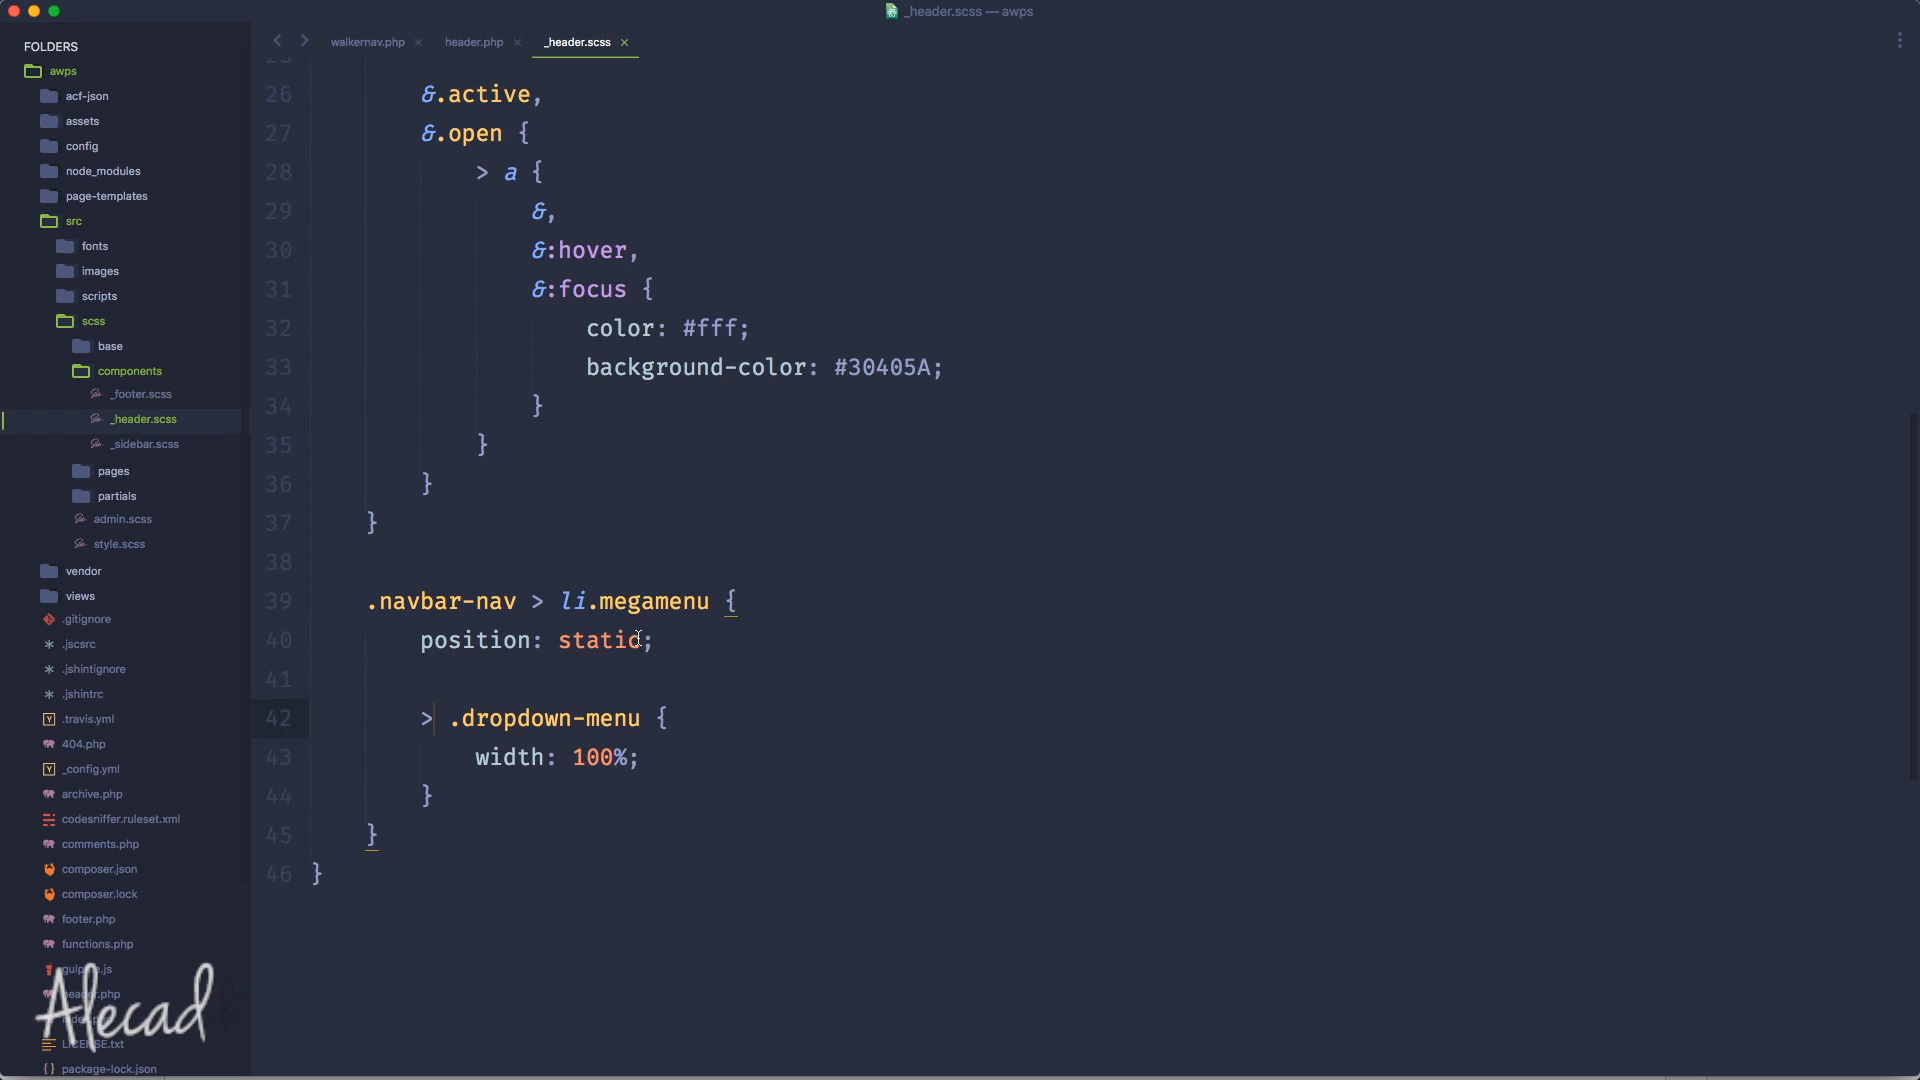 _header.scss — awps
FOLDERS
awps
acf-json
assets
config
node_modules
page-templates
src
fonts
images
scripts
scss
base
components
_footer.scss
_header.scss
_sidebar.scss
pages
partials
admin.scss
style.scss
vendor
views
.gitignore
.jscsrc
.jshintignore
.jshintrc
.travis.yml
404.php
_config.yml
archive.php
codesniffer.ruleset.xml
comments.php
composer.json
composer.lock
footer.php
functions.php
header.php
LICENSE.txt
package-lock.json
Alecad
walkernav.php × header.php × _header.scss ×
25
26 &.active,
27 &.open {
28 > a {
29 &,
30 &:hover,
31 &:focus {
32 color: #fff;
33 background-color: #30405A;
34 }
35 }
36 }
37 }
38
39 .navbar-nav > li.megamenu {
40 position: static;
41
42 > .dropdown-menu {
43 width: 100%;
44 }
45 }
46 }